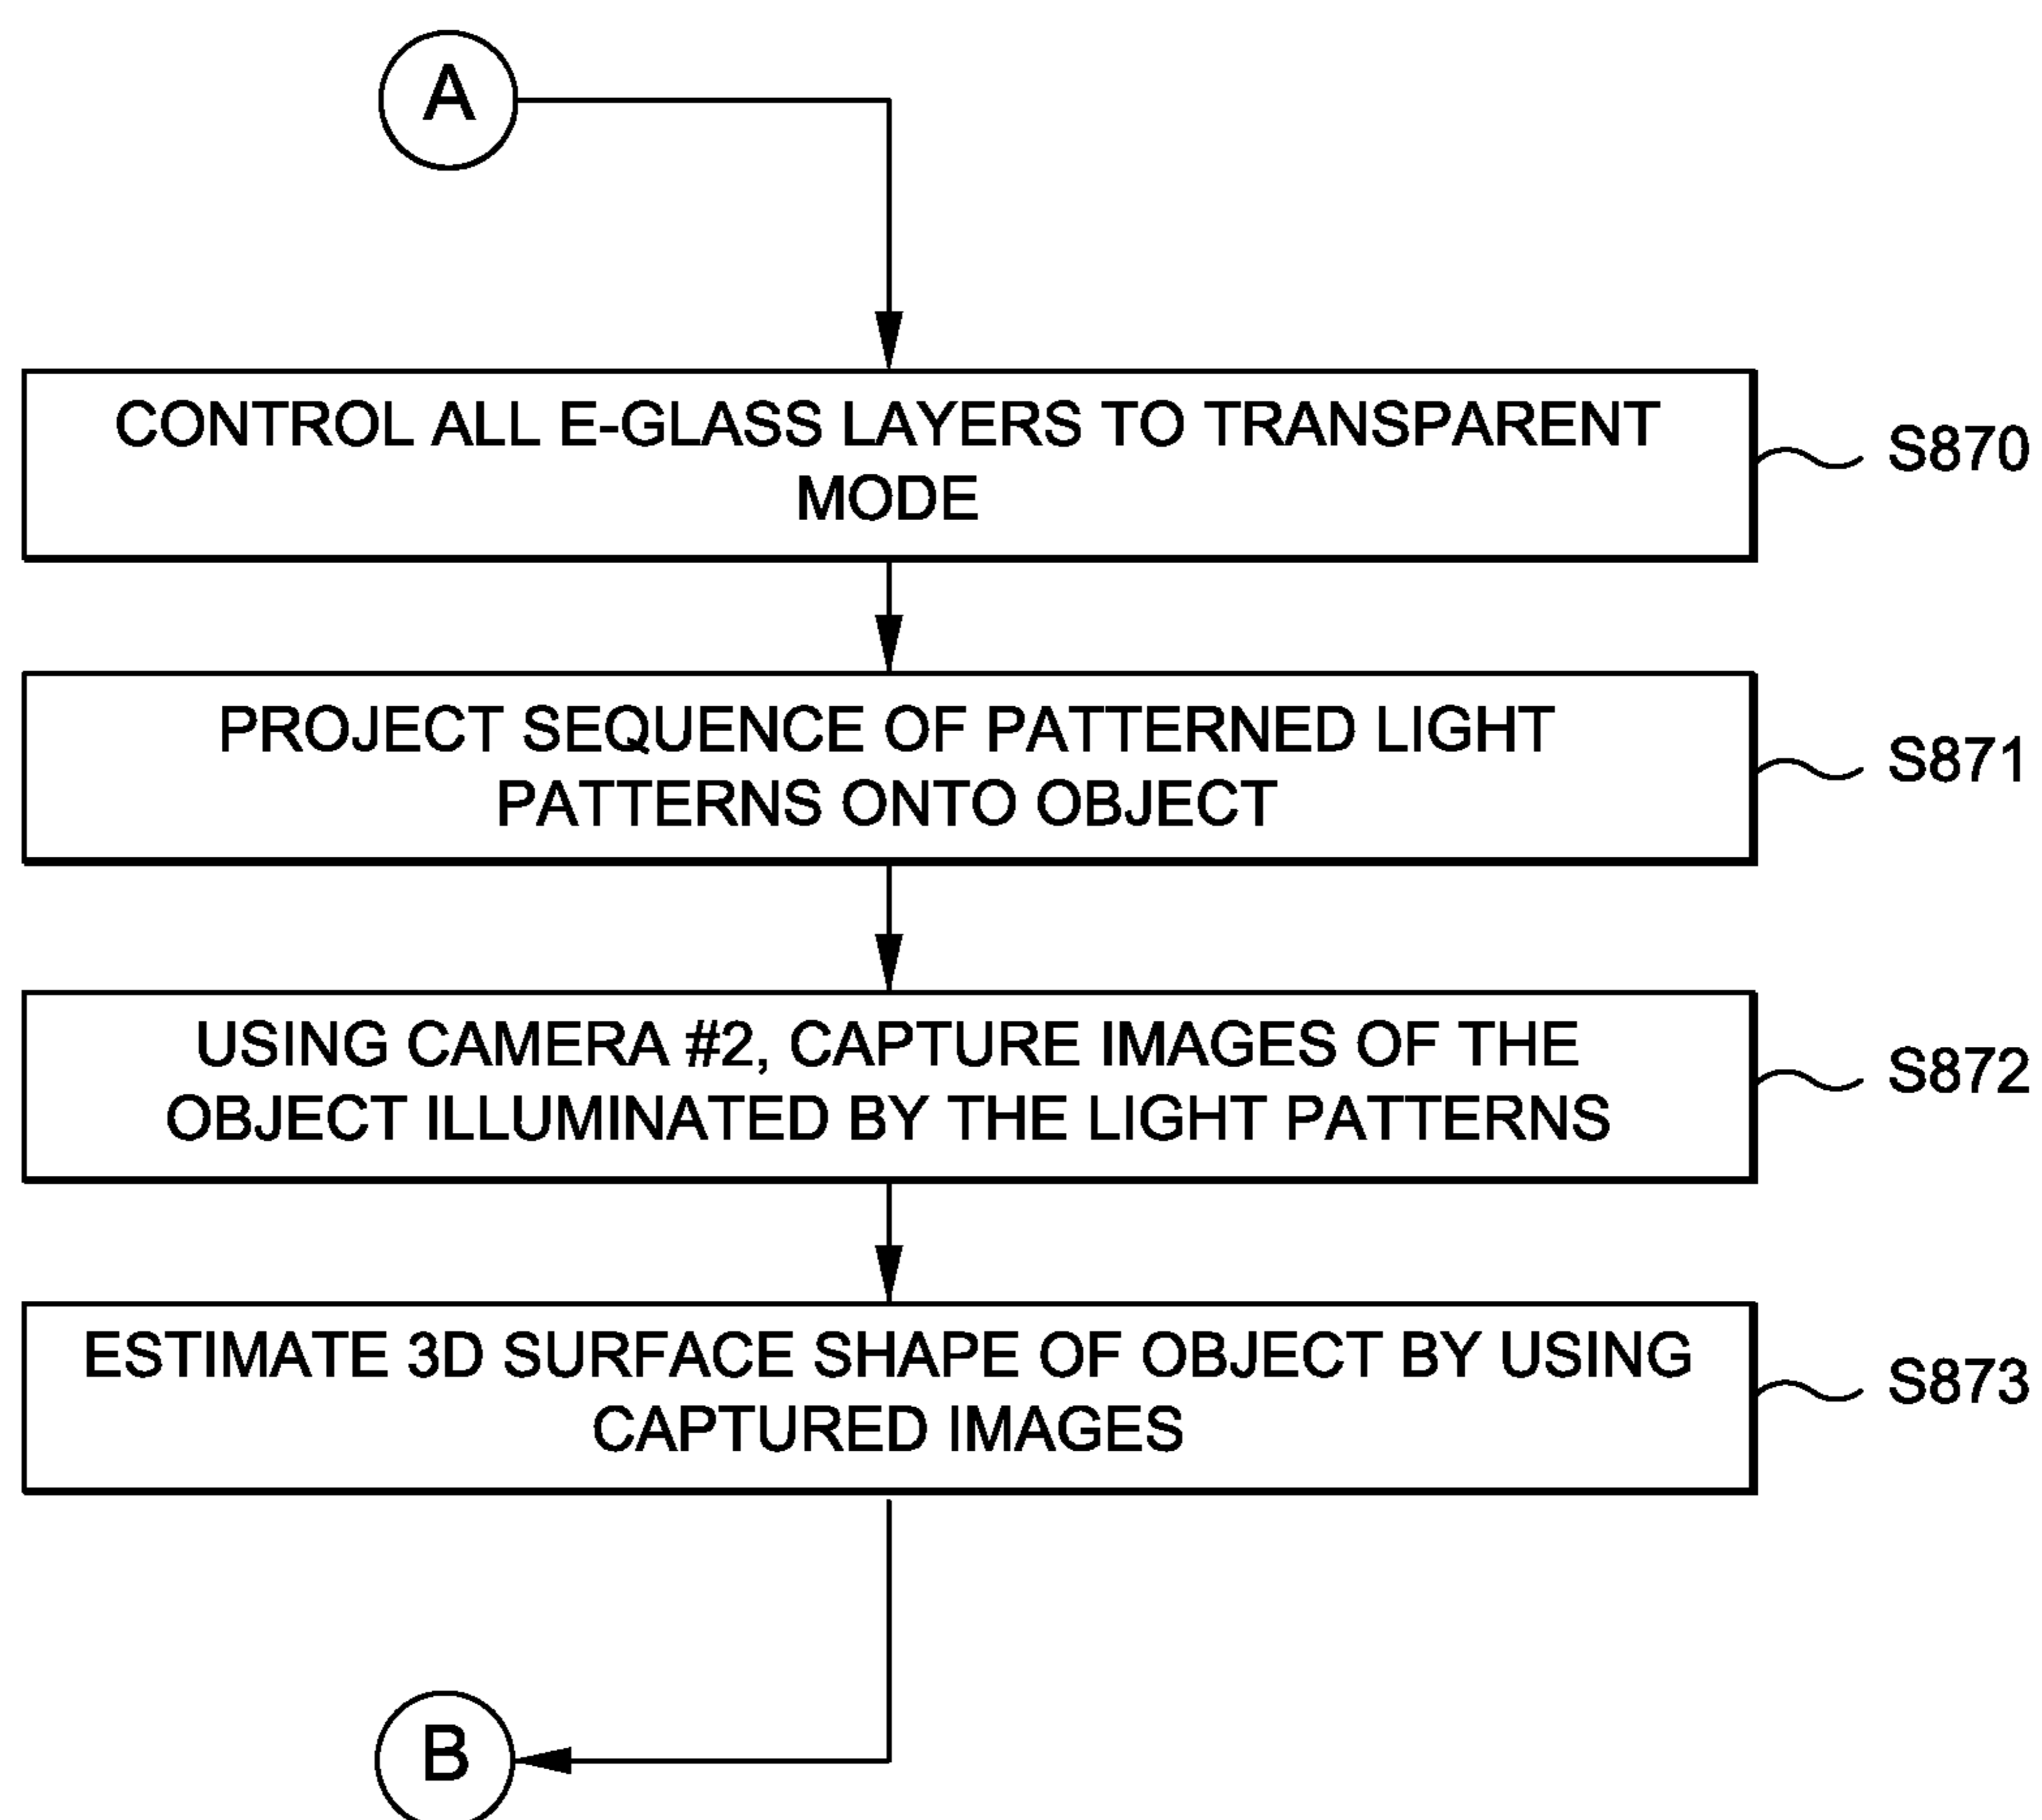 A
CONTROL ALL E-GLASS LAYERS TO TRANSPARENT
MODE
S870
PROJECT SEQUENCE OF PATTERNED LIGHT
PATTERNS ONTO OBJECT
S871
USING CAMERA #2, CAPTURE IMAGES OF THE
OBJECT ILLUMINATED BY THE LIGHT PATTERNS
S872
ESTIMATE 3D SURFACE SHAPE OF OBJECT BY USING
CAPTURED IMAGES
S873
B